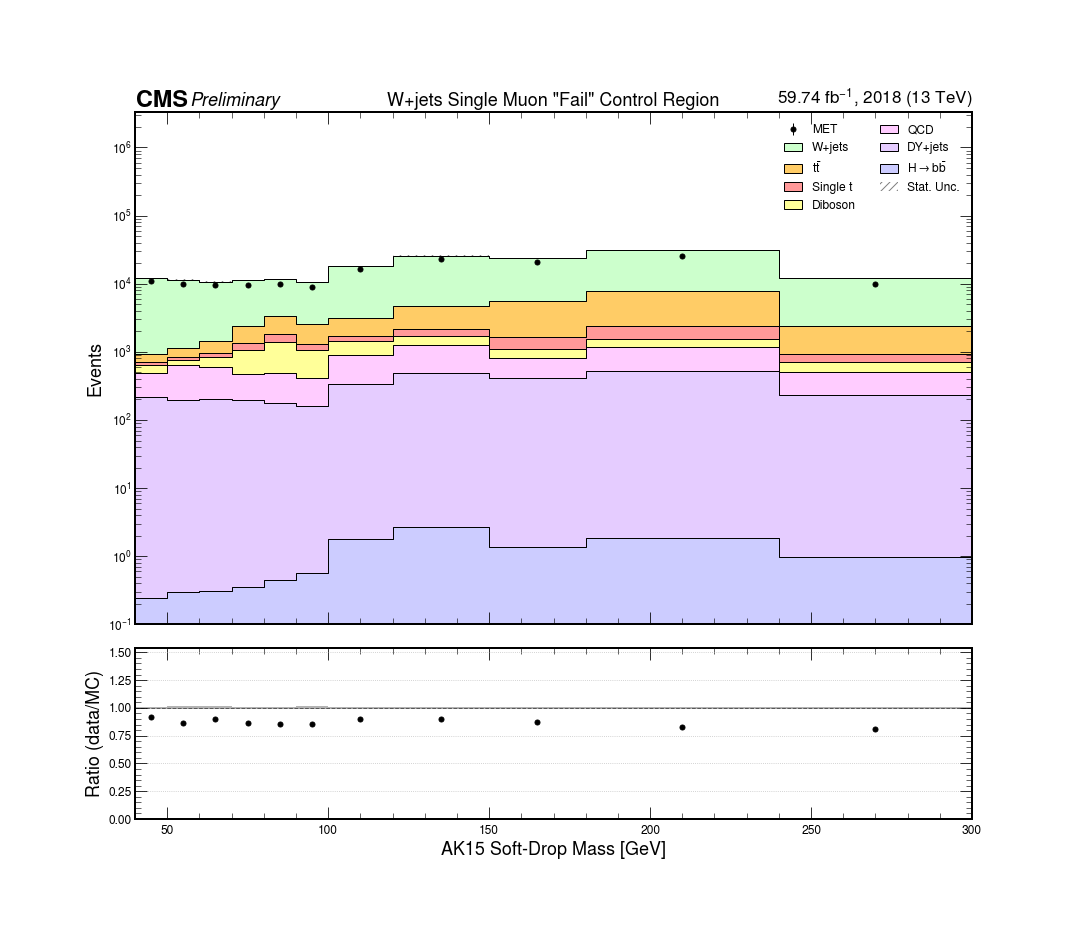 CMS Preliminary W+jets Single Muon "Fail" Control Region 59.74 fb⁻¹, 2018 (13 TeV)
MET
W+jets
tt̄
Single t
Diboson
QCD
DY+jets
H→bb̄
Stat. Unc.
10⁶
10⁵
10⁴
10³
10²
10¹
10⁰
10⁻¹
Events
1.50
1.25
1.00
0.75
0.50
0.25
0.00
Ratio (data/MC)
50 100 150 200 250 300
AK15 Soft-Drop Mass [GeV]